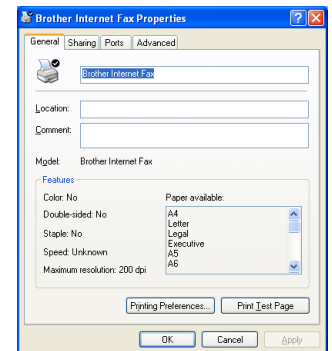 Brother Internet Fax Properties
General Sharing Ports Advanced
Brother Internet Fax
Location:
Comment:
Model: Brother Internet Fax
Features
Color: No
Double-sided: No
Staple: No
Speed: Unknown
Maximum resolution: 200 dpi
Paper available:
A4
Letter
Legal
Executive
A5
A6
Printing Preferences... Print Test Page
OK Cancel Apply